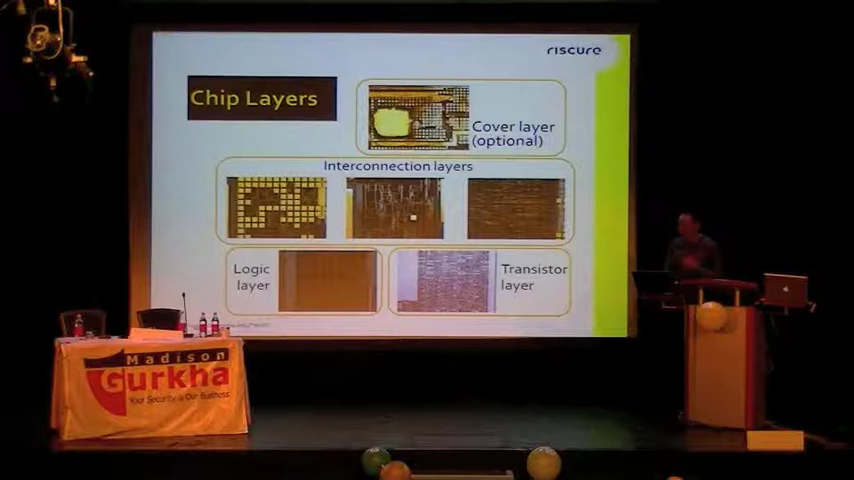 riscure
Chip Layers
Cover layer
(optional)
Interconnection layers
Logic
layer
Transistor
layer
Madison
Gurkha
Your Security is Our Business